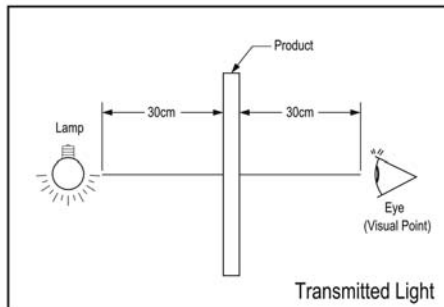 Product
30cm
30cm
Lamp
Eye
(Visual Point)
Transmitted Light